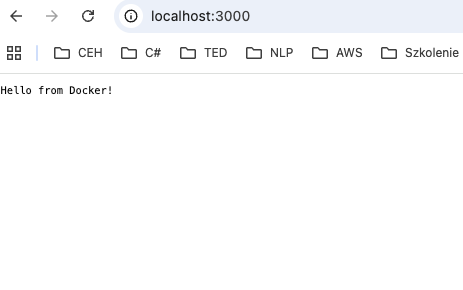 localhost:3000
CEH C# TED NLP AWS Szkolenie
Hello from Docker!